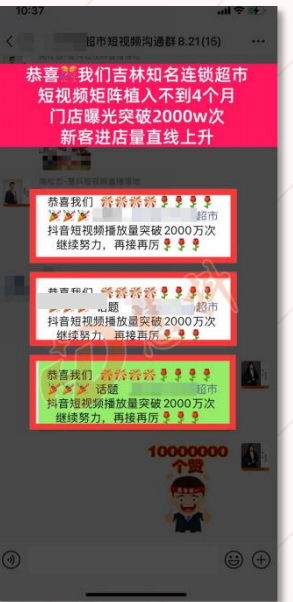 10:37
超市短视频沟通群8.21(15)
恭喜🎉我们吉林知名连锁超市
短视频矩阵植入不到4个月
门店曝光突破2000w次
新客进店量直线上升
恭喜我们
超市
抖音短视频播放量突破2000万次
继续努力，再接再厉🌹🌹🌹
恭喜我们
话题
超市
抖音短视频播放量突破2000万次
继续努力，再接再厉🌹🌹🌹
恭喜我们
话题 超市
抖音短视频播放量突破2000万次
继续努力，再接再厉🌹🌹🌹
10000000
个赞